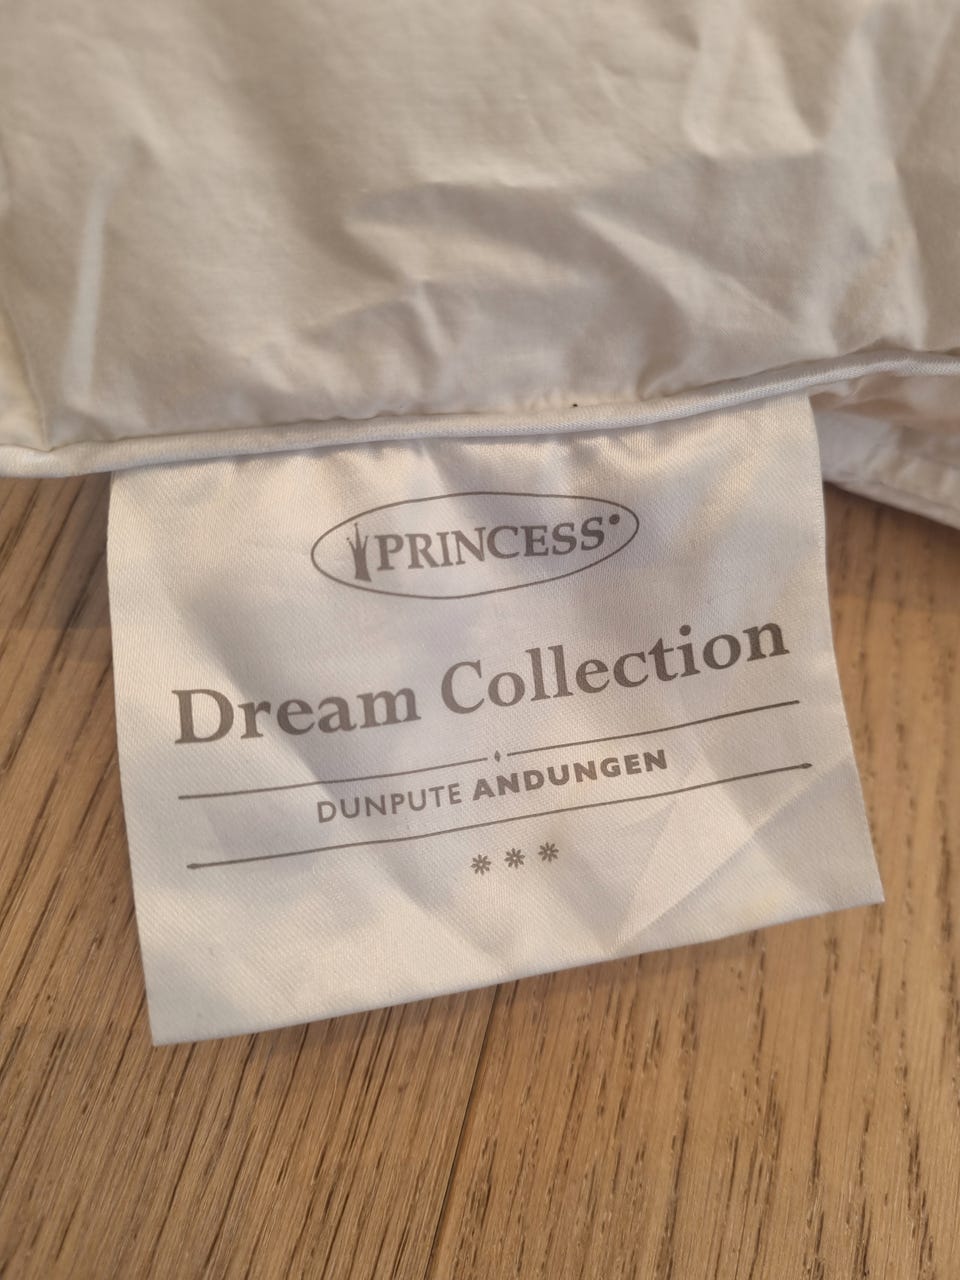 PRINCESS®
Dream Collection
DUNPUTE ANDUNGEN
***